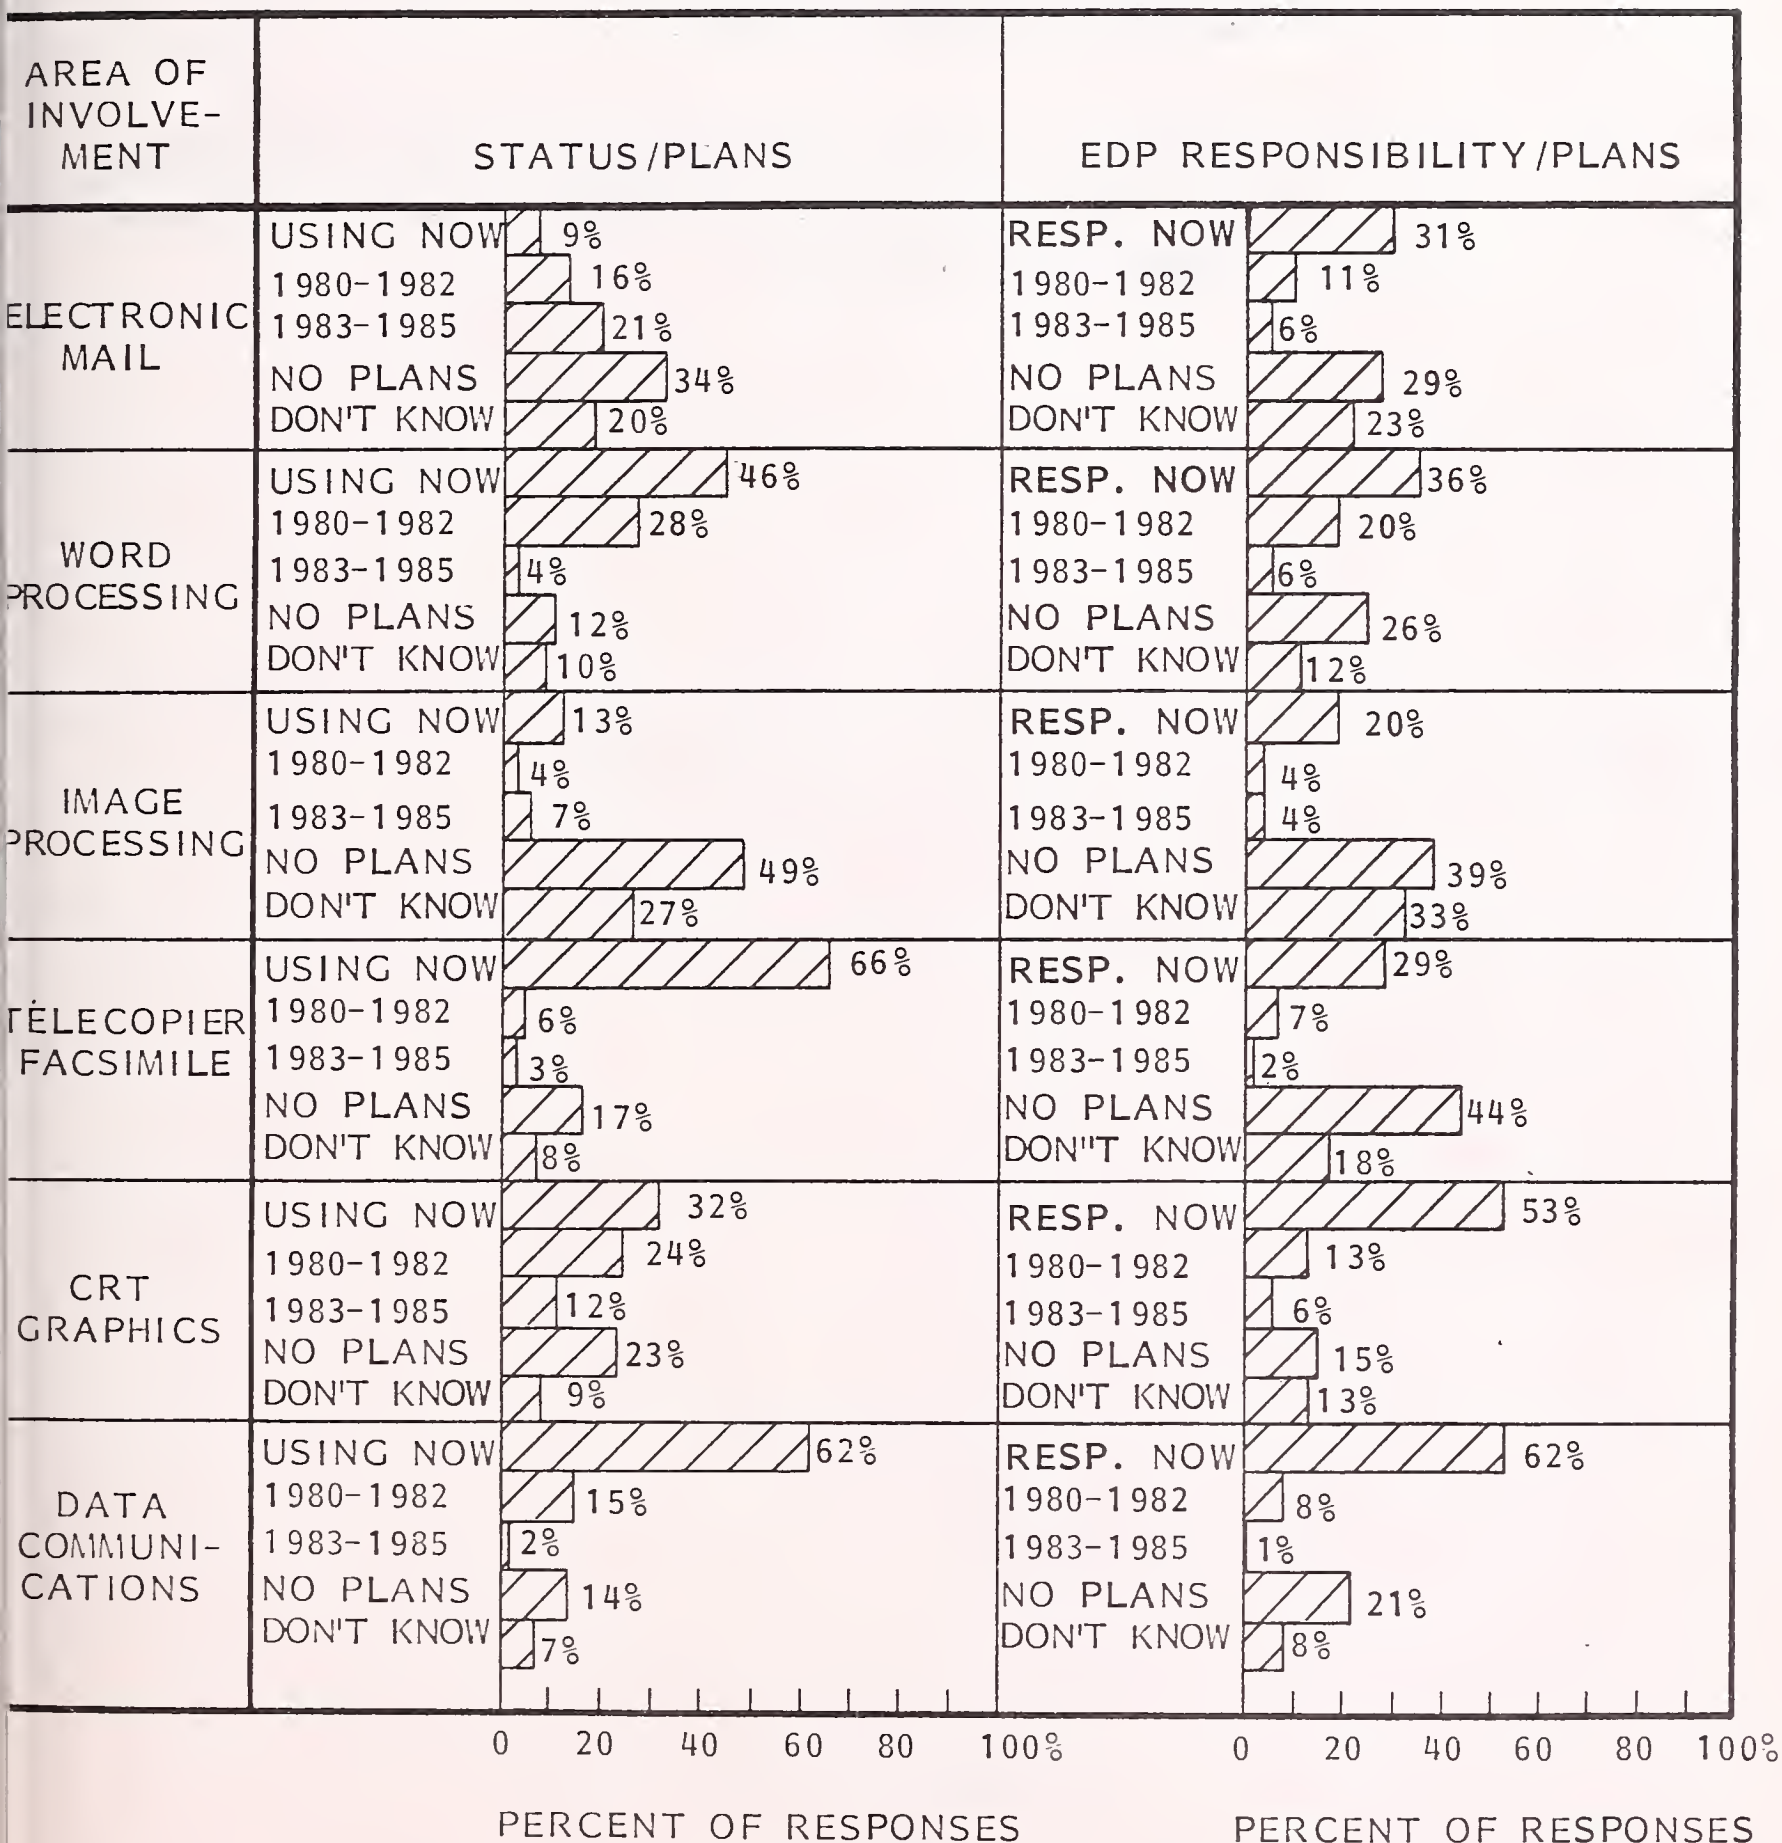 AREA OF
INVOLVE-
MENT
STATUS/PLANS
EDP RESPONSIBILITY/PLANS
ELECTRONIC
MAIL
USING NOW 9%
1980-1982 16%
1983-1985 21%
NO PLANS 34%
DON'T KNOW 20%
RESP. NOW 31%
1980-1982 11%
1983-1985 6%
NO PLANS 29%
DON'T KNOW 23%
WORD
PROCESSING
USING NOW 46%
1980-1982 28%
1983-1985 4%
NO PLANS 12%
DON'T KNOW 10%
RESP. NOW 36%
1980-1982 20%
1983-1985 6%
NO PLANS 26%
DON'T KNOW 12%
IMAGE
PROCESSING
USING NOW 13%
1980-1982 4%
1983-1985 7%
NO PLANS 49%
DON'T KNOW 27%
RESP. NOW 20%
1980-1982 4%
1983-1985 4%
NO PLANS 39%
DON'T KNOW 33%
TELECOPIER
FACSIMILE
USING NOW 66%
1980-1982 6%
1983-1985 3%
NO PLANS 17%
DON'T KNOW 8%
RESP. NOW 29%
1980-1982 7%
1983-1985 2%
NO PLANS 44%
DON"T KNOW 18%
CRT
GRAPHICS
USING NOW 32%
1980-1982 24%
1983-1985 12%
NO PLANS 23%
DON'T KNOW 9%
RESP. NOW 53%
1980-1982 13%
1983-1985 6%
NO PLANS 15%
DON'T KNOW 13%
DATA
COMMUNI-
CATIONS
USING NOW 62%
1980-1982 15%
1983-1985 2%
NO PLANS 14%
DON'T KNOW 7%
RESP. NOW 62%
1980-1982 8%
1983-1985 1%
NO PLANS 21%
DON'T KNOW 8%
0 20 40 60 80 100%
0 20 40 60 80 100%
PERCENT OF RESPONSES
PERCENT OF RESPONSES